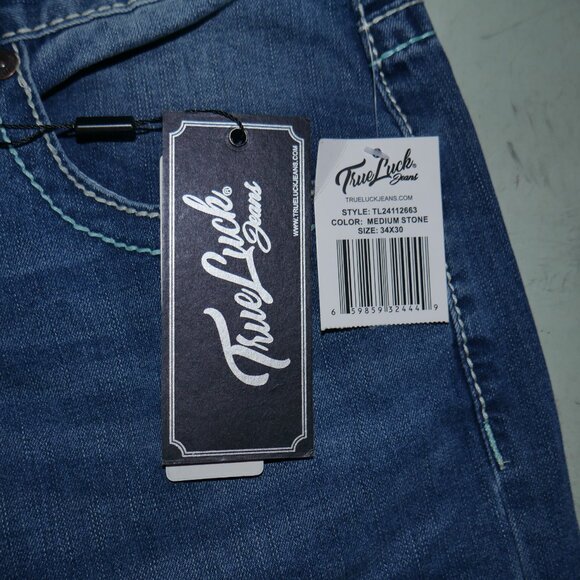 True Luck®
Jeans
WWW.TRUELUCKJEANS.COM
True Luck
Jeans
TRUELUCKJEANS.COM
STYLE: TL24112663
COLOR: MEDIUM STONE
SIZE: 34X30
6 59859 32444 9